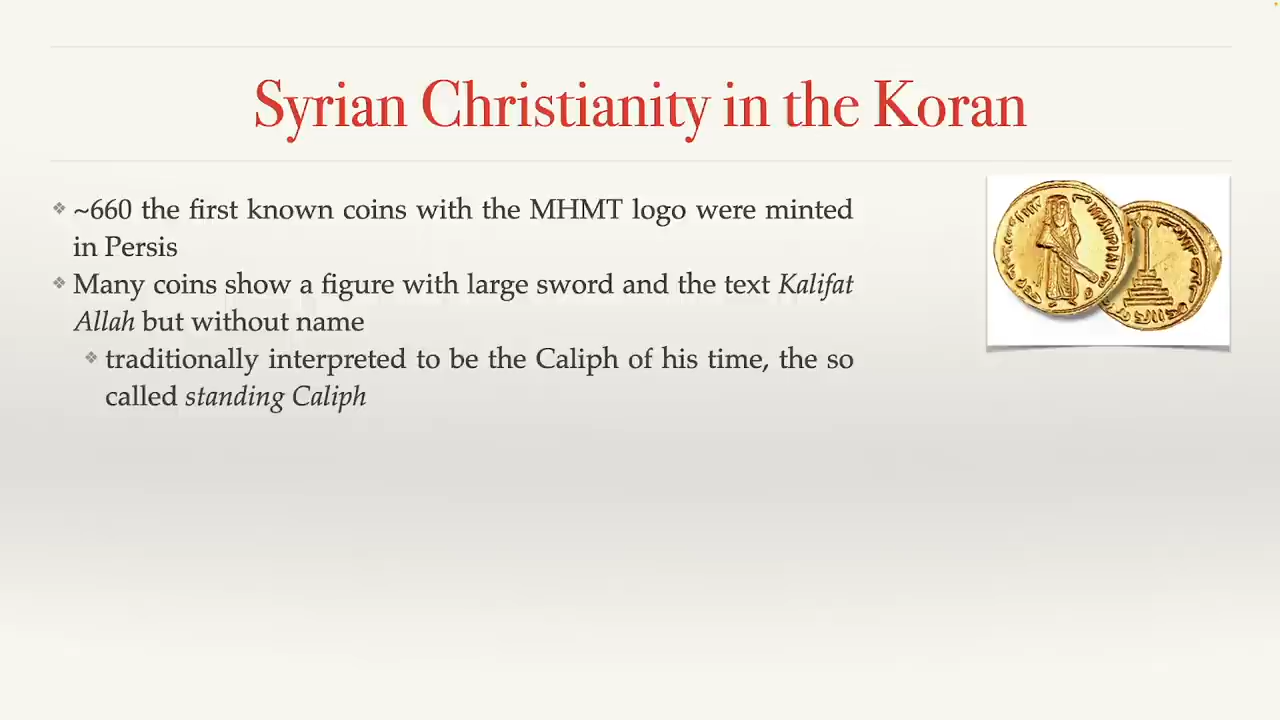 Syrian Christianity in the Koran
❖ ~660 the first known coins with the MHMT logo were minted
in Persis
❖ Many coins show a figure with large sword and the text Kalifat
Allah but without name
❖ traditionally interpreted to be the Caliph of his time, the so
called standing Caliph